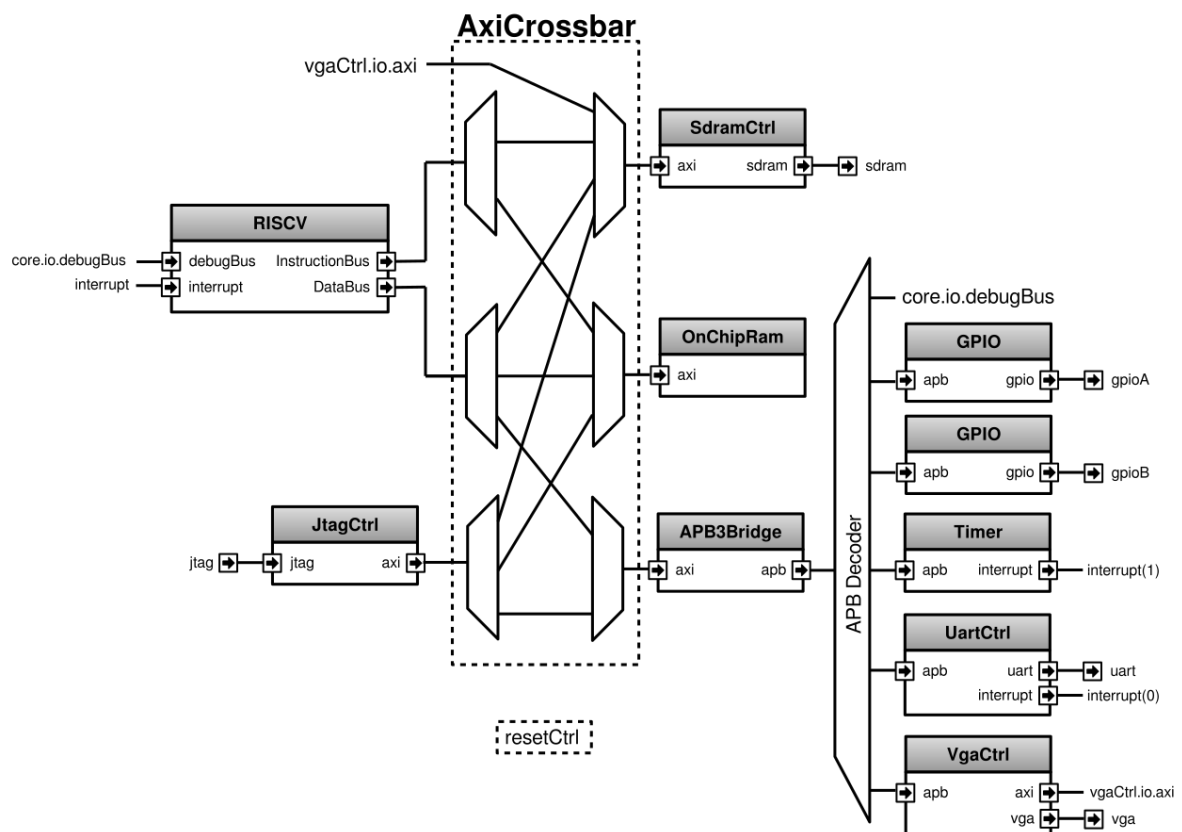 AxiCrossbar
vgaCtrl.io.axi
SdramCtrl
axi sdram
sdram
RISCV
core.io.debugBus
debugBus InstructionBus
interrupt
interrupt DataBus
OnChipRam
axi
JtagCtrl
jtag
jtag axi
APB3Bridge
axi apb
APB Decoder
core.io.debugBus
GPIO
apb gpio
gpioA
GPIO
apb gpio
gpioB
Timer
apb interrupt
interrupt(1)
UartCtrl
apb uart
uart
interrupt
interrupt(0)
VgaCtrl
apb axi
vgaCtrl.io.axi
vga
vga
resetCtrl